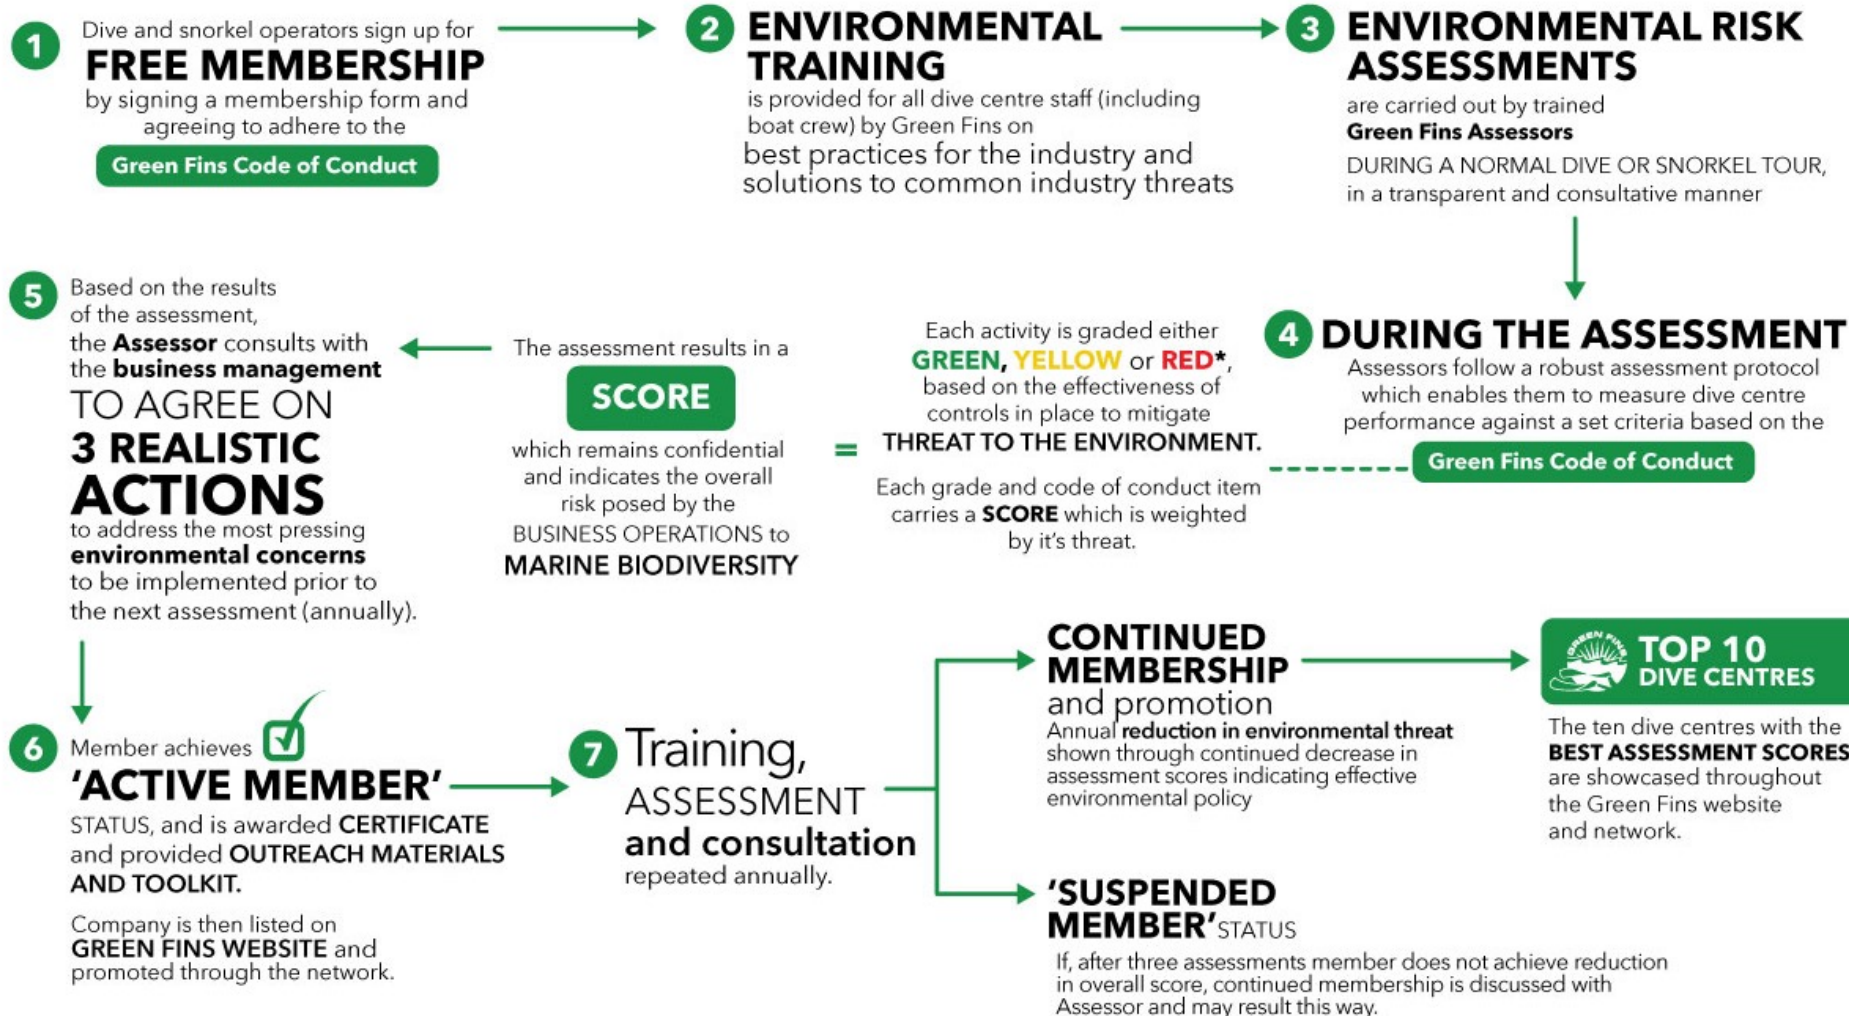 1
Dive and snorkel operators sign up for
FREE MEMBERSHIP
by signing a membership form and
agreeing to adhere to the
Green Fins Code of Conduct
2
ENVIRONMENTAL
TRAINING
is provided for all dive centre staff (including
boat crew) by Green Fins on
best practices for the industry and
solutions to common industry threats
3
ENVIRONMENTAL RISK
ASSESSMENTS
are carried out by trained
Green Fins Assessors
DURING A NORMAL DIVE OR SNORKEL TOUR,
in a transparent and consultative manner
4
DURING THE ASSESSMENT
Assessors follow a robust assessment protocol
which enables them to measure dive centre
performance against a set criteria based on the
Green Fins Code of Conduct
Each activity is graded either
GREEN, YELLOW or RED*,
based on the effectiveness of
controls in place to mitigate
THREAT TO THE ENVIRONMENT.
Each grade and code of conduct item
carries a SCORE which is weighted
by it's threat.
=
The assessment results in a
SCORE
which remains confidential
and indicates the overall
risk posed by the
BUSINESS OPERATIONS to
MARINE BIODIVERSITY
5
Based on the results
of the assessment,
the Assessor consults with
the business management
TO AGREE ON
3 REALISTIC
ACTIONS
to address the most pressing
environmental concerns
to be implemented prior to
the next assessment (annually).
6
Member achieves
'ACTIVE MEMBER'
STATUS, and is awarded CERTIFICATE
and provided OUTREACH MATERIALS
AND TOOLKIT.
Company is then listed on
GREEN FINS WEBSITE and
promoted through the network.
7
Training,
ASSESSMENT
and consultation
repeated annually.
CONTINUED
MEMBERSHIP
and promotion
Annual reduction in environmental threat
shown through continued decrease in
assessment scores indicating effective
environmental policy
GREEN FINS
TOP 10
DIVE CENTRES
The ten dive centres with the
BEST ASSESSMENT SCORES
are showcased throughout
the Green Fins website
and network.
'SUSPENDED
MEMBER' STATUS
If, after three assessments member does not achieve reduction
in overall score, continued membership is discussed with
Assessor and may result this way.